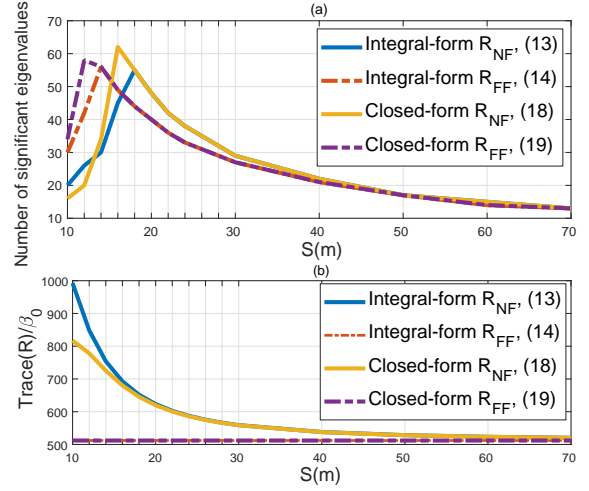 (a)
Number of significant eigenvalues
70
60
50
40
30
20
10
Integral-form R_NF, (13)
Integral-form R_FF, (14)
Closed-form R_NF, (18)
Closed-form R_FF, (19)
10 20 30 40 50 60 70
S(m)
(b)
Trace(R)/β_0
1000
900
800
700
600
500
Integral-form R_NF, (13)
Integral-form R_FF, (14)
Closed-form R_NF, (18)
Closed-form R_FF, (19)
10 20 30 40 50 60 70
S(m)